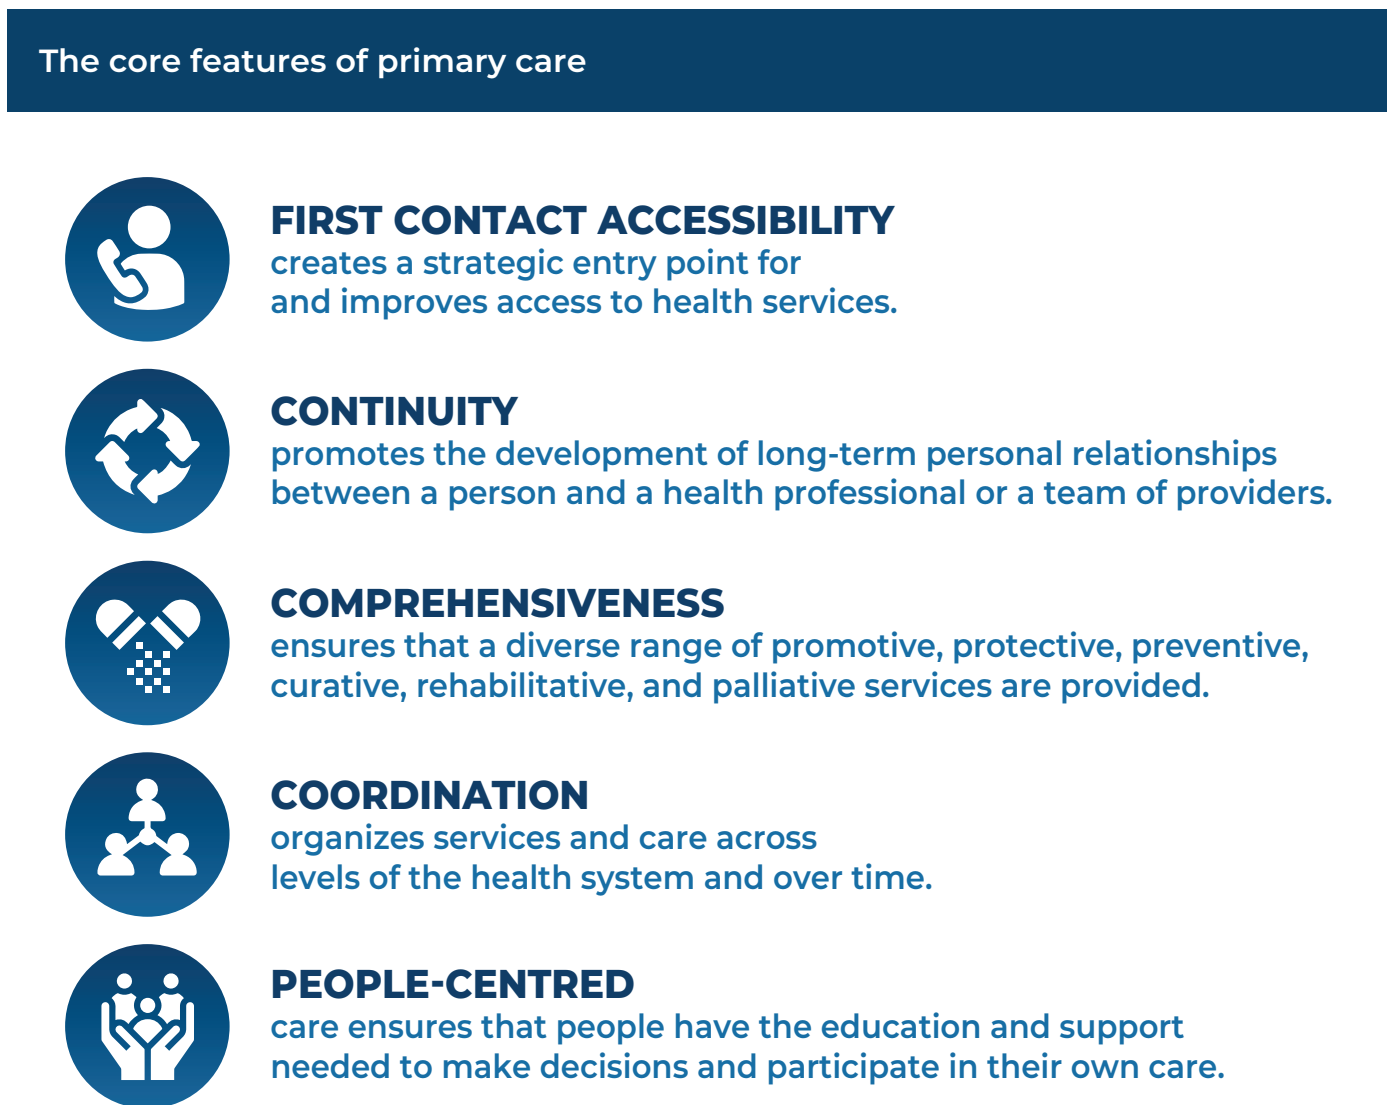 The core features of primary care
FIRST CONTACT ACCESSIBILITY
creates a strategic entry point for
and improves access to health services.
CONTINUITY
promotes the development of long-term personal relationships
between a person and a health professional or a team of providers.
COMPREHENSIVENESS
ensures that a diverse range of promotive, protective, preventive,
curative, rehabilitative, and palliative services are provided.
COORDINATION
organizes services and care across
levels of the health system and over time.
PEOPLE-CENTRED
care ensures that people have the education and support
needed to make decisions and participate in their own care.